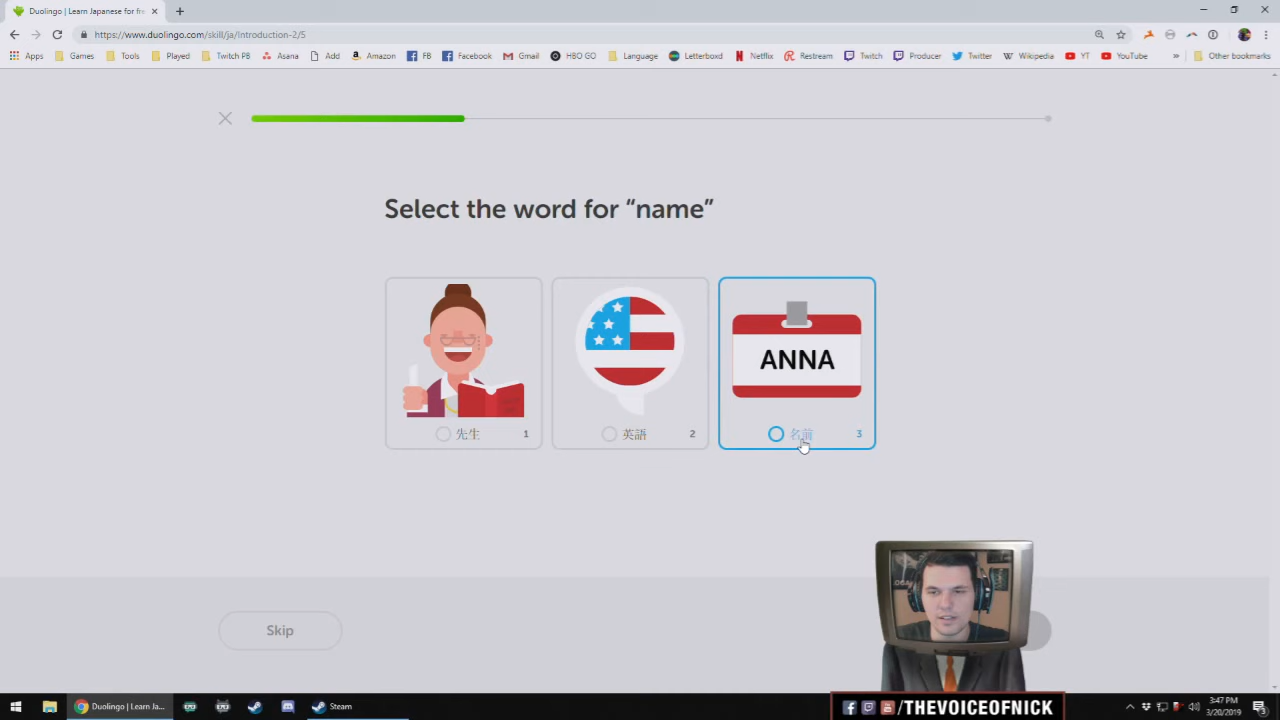 Duolingo | Learn Japanese for fre
https://www.duolingo.com/skill/ja/Introduction-2/5
Apps Games Tools Played Twitch PB Asana Add Amazon FB Facebook Gmail HBO GO Language Letterboxd Netflix Restream Twitch Producer Twitter Wikipedia YT YouTube » Other bookmarks
Select the word for “name”
ANNA
先生 1 英語 2 名前 3
Skip
Duolingo | Learn Ja... Steam
/THEVOICEOFNICK
3:47 PM
3/20/2019